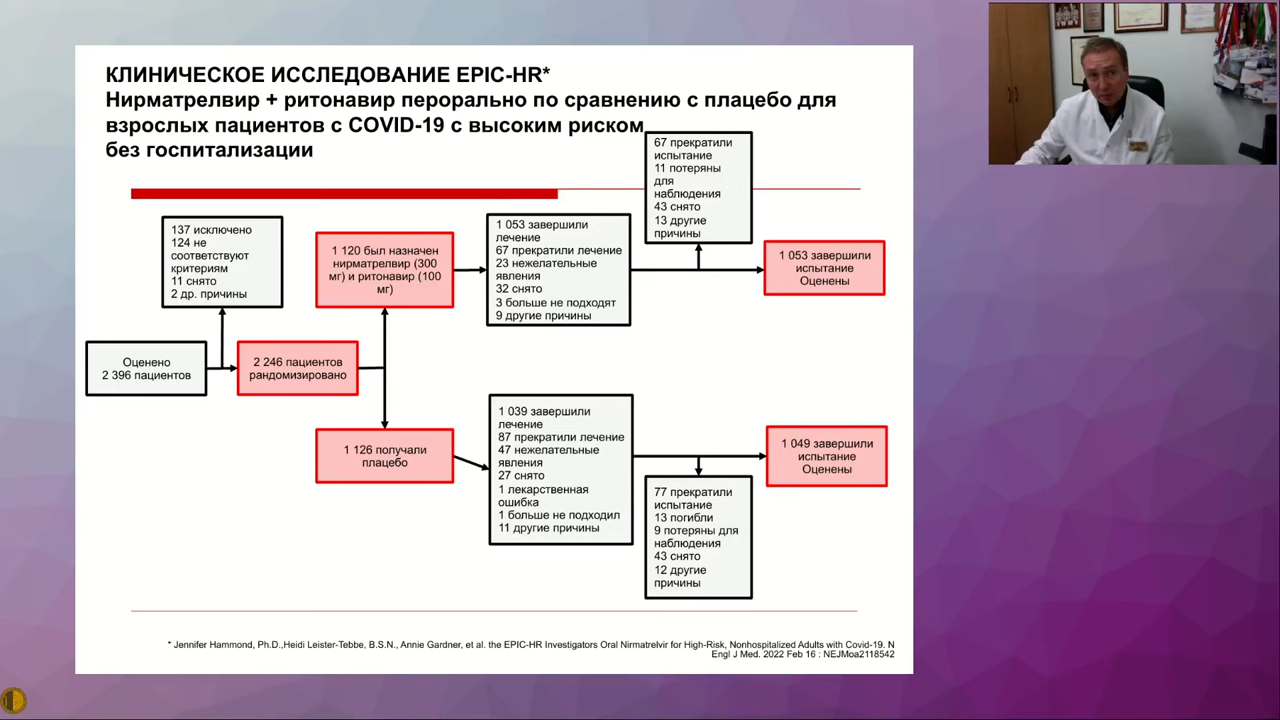 КЛИНИЧЕСКОЕ ИССЛЕДОВАНИЕ EPIC-HR*
Нирматрелвир + ритонавир перорально по сравнению с плацебо для
взрослых пациентов с COVID-19 с высоким риском
без госпитализации
137 исключено
124 не
соответствуют
критериям
11 снято
2 др. причины
Оценено
2 396 пациентов
2 246 пациентов
рандомизировано
1 120 был назначен
нирматрелвир (300
мг) и ритонавир (100
мг)
1 053 завершили
лечение
67 прекратили лечение
23 нежелательные
явления
32 снято
3 больше не подходят
9 другие причины
67 прекратили
испытание
11 потеряны
для
наблюдения
43 снято
13 другие
причины
1 053 завершили
испытание
Оценены
1 126 получали
плацебо
1 039 завершили
лечение
87 прекратили лечение
47 нежелательные
явления
27 снято
1 лекарственная
ошибка
1 больше не подходил
11 другие причины
77 прекратили
испытание
13 погибли
9 потеряны для
наблюдения
43 снято
12 другие
причины
1 049 завершили
испытание
Оценены
* Jennifer Hammond, Ph.D.,Heidi Leister-Tebbe, B.S.N., Annie Gardner, et al. the EPIC-HR Investigators Oral Nirmatrelvir for High-Risk, Nonhospitalized Adults with Covid-19. N
Engl J Med. 2022 Feb 16 : NEJMoa2118542